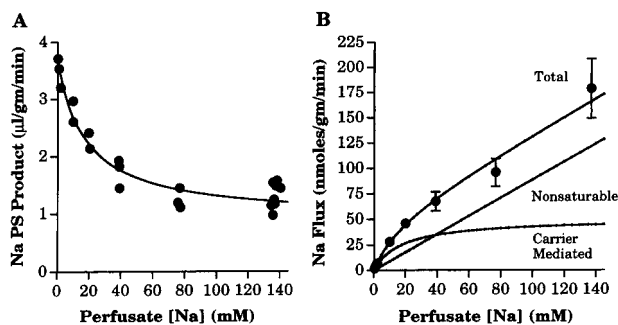 A
Na PS Product (µl/gm/min)
4
3
2
1
0
0 20 40 60 80 100 120 140
Perfusate [Na] (mM)
B
Na Flux (nmoles/gm/min)
225
200
175
150
125
100
75
50
25
0
Total
Nonsaturable
Carrier
Mediated
0 20 40 60 80 100 120 140
Perfusate [Na] (mM)